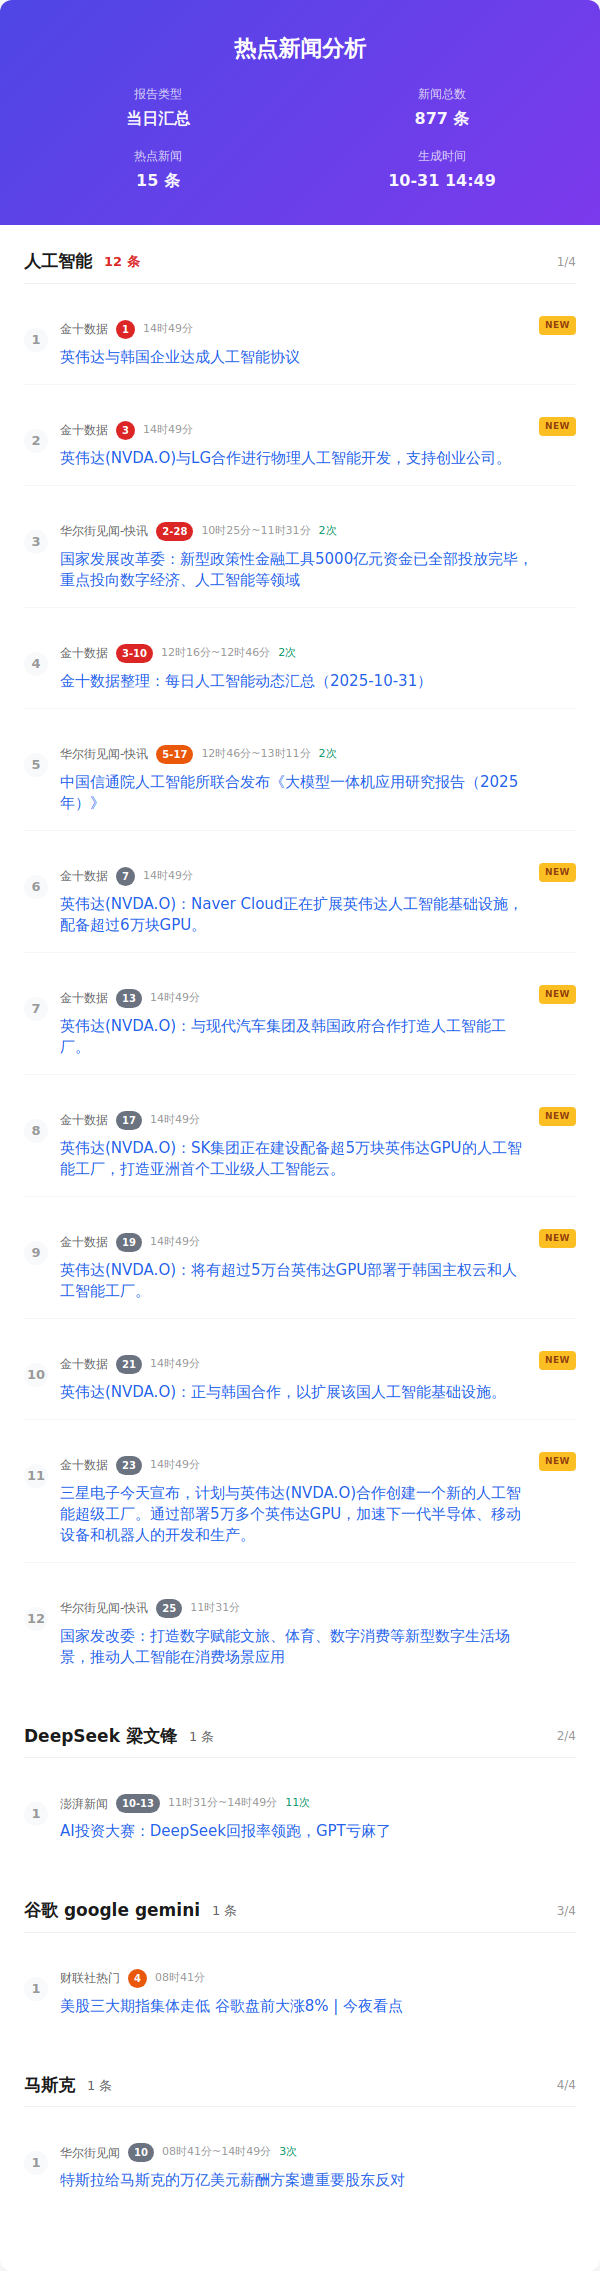 热点新闻分析
报告类型
当日汇总
新闻总数
877 条
热点新闻
15 条
生成时间
10-31 14:49
人工智能 12 条 1/4
1 金十数据 1 14时49分 NEW
英伟达与韩国企业达成人工智能协议
2 金十数据 3 14时49分 NEW
英伟达(NVDA.O)与LG合作进行物理人工智能开发，支持创业公司。
3 华尔街见闻-快讯 2-28 10时25分~11时31分 2次
国家发展改革委：新型政策性金融工具5000亿元资金已全部投放完毕，
重点投向数字经济、人工智能等领域
4 金十数据 3-10 12时16分~12时46分 2次
金十数据整理：每日人工智能动态汇总（2025-10-31）
5 华尔街见闻-快讯 5-17 12时46分~13时11分 2次
中国信通院人工智能所联合发布《大模型一体机应用研究报告（2025
年）》
6 金十数据 7 14时49分 NEW
英伟达(NVDA.O)：Naver Cloud正在扩展英伟达人工智能基础设施，
配备超过6万块GPU。
7 金十数据 13 14时49分 NEW
英伟达(NVDA.O)：与现代汽车集团及韩国政府合作打造人工智能工
厂。
8 金十数据 17 14时49分 NEW
英伟达(NVDA.O)：SK集团正在建设配备超5万块英伟达GPU的人工智
能工厂，打造亚洲首个工业级人工智能云。
9 金十数据 19 14时49分 NEW
英伟达(NVDA.O)：将有超过5万台英伟达GPU部署于韩国主权云和人
工智能工厂。
10 金十数据 21 14时49分 NEW
英伟达(NVDA.O)：正与韩国合作，以扩展该国人工智能基础设施。
11 金十数据 23 14时49分 NEW
三星电子今天宣布，计划与英伟达(NVDA.O)合作创建一个新的人工智
能超级工厂。通过部署5万多个英伟达GPU，加速下一代半导体、移动
设备和机器人的开发和生产。
12 华尔街见闻-快讯 25 11时31分
国家发改委：打造数字赋能文旅、体育、数字消费等新型数字生活场
景，推动人工智能在消费场景应用
DeepSeek 梁文锋 1 条 2/4
1 澎湃新闻 10-13 11时31分~14时49分 11次
AI投资大赛：DeepSeek回报率领跑，GPT亏麻了
谷歌 google gemini 1 条 3/4
1 财联社热门 4 08时41分
美股三大期指集体走低 谷歌盘前大涨8% | 今夜看点
马斯克 1 条 4/4
1 华尔街见闻 10 08时41分~14时49分 3次
特斯拉给马斯克的万亿美元薪酬方案遭重要股东反对